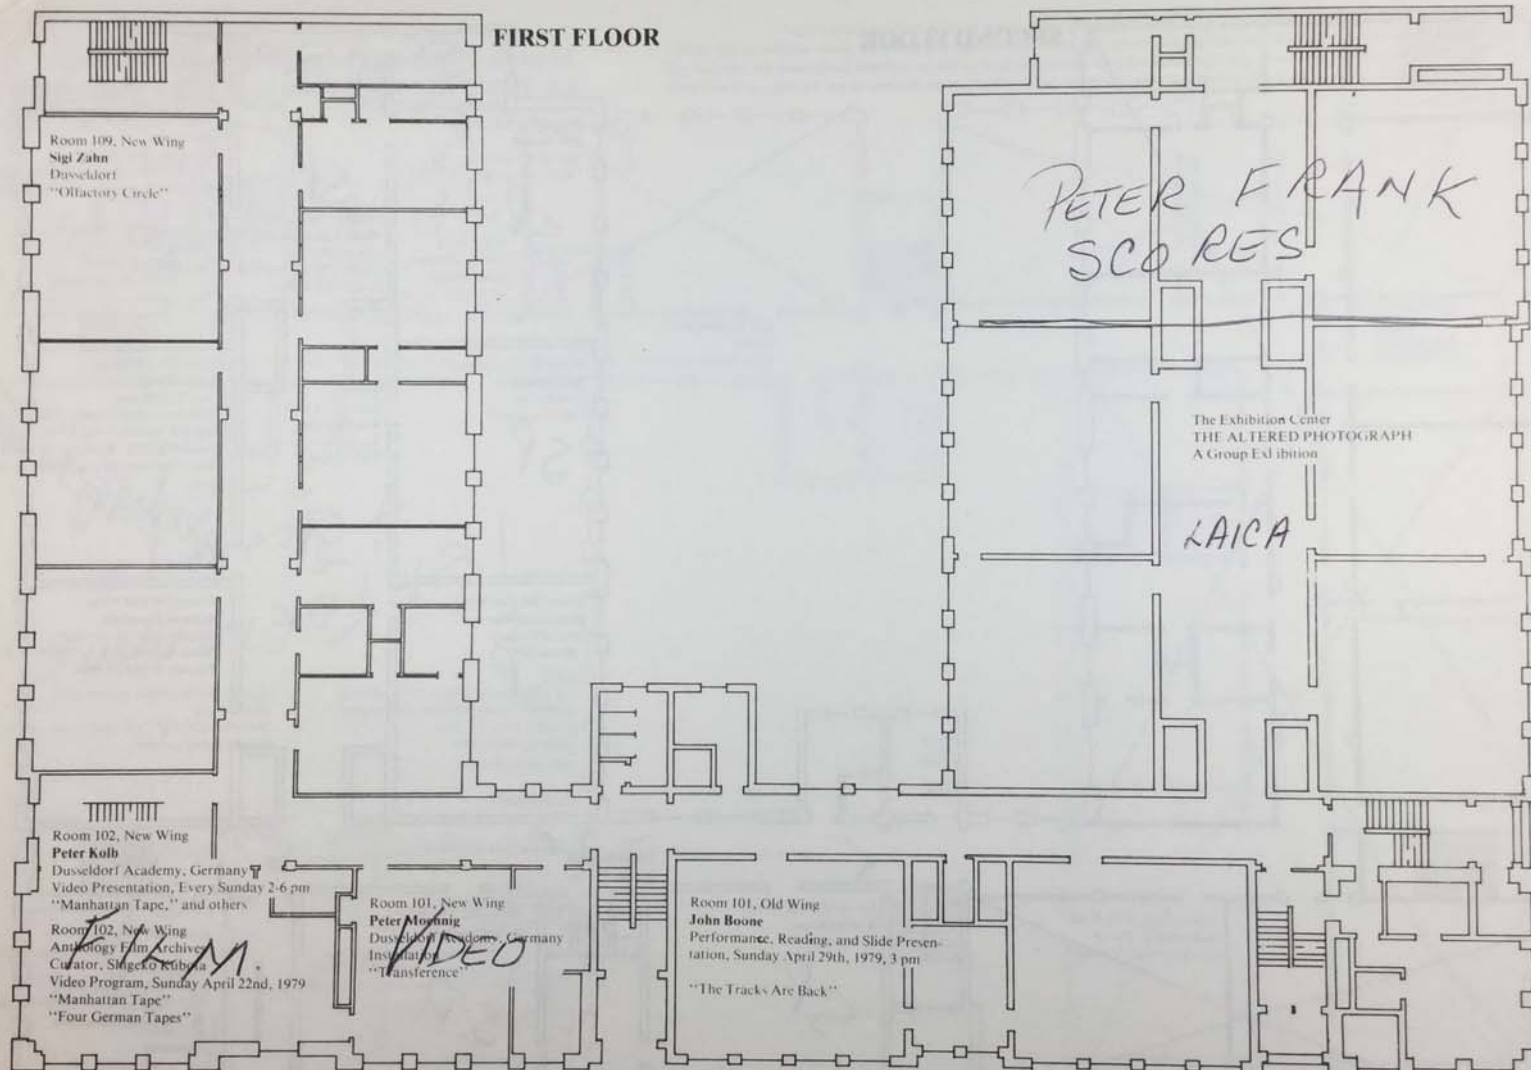 FIRST FLOOR
Room 109, New Wing
Sigi Zahn
Dusseldorf
"Olfactory Circle"
PETER FRANK
SCORES
The Exhibition Center
THE ALTERED PHOTOGRAPH
A Group Exhibition
LAICA
Room 102, New Wing
Peter Kolb
Dusseldorf Academy, Germany
Video Presentation, Every Sunday 2-6 pm
"Manhattan Tape," and others
Room 102, New Wing
Anthology Film Archives
Curator, Shigeko Kubota
Video Program, Sunday April 22nd, 1979
"Manhattan Tape"
"Four German Tapes"
FILM.
Room 101, New Wing
Peter Moennig
Dusseldorf Academy, Germany
Installation
"Transference"
VIDEO
Room 101, Old Wing
John Boone
Performance, Reading, and Slide Presen-
tation, Sunday April 29th, 1979, 3 pm
"The Tracks Are Back"